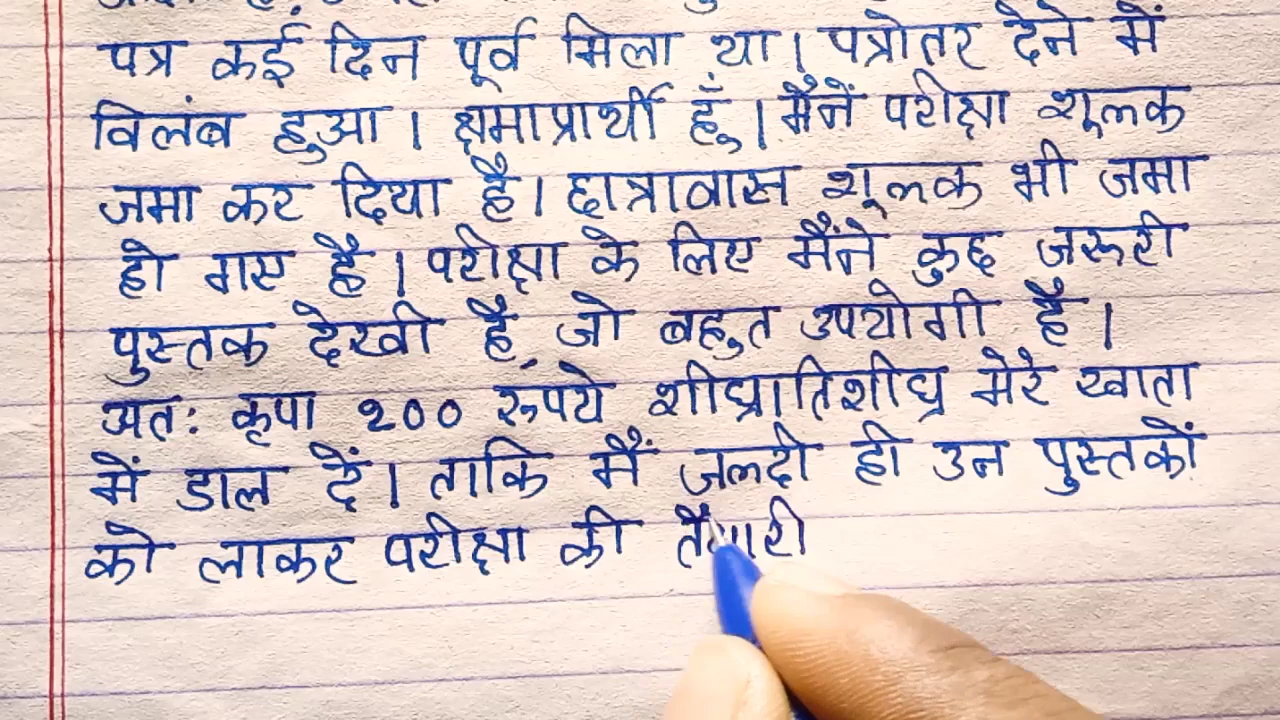 पत्र कई दिन पूर्व मिला था। पत्रोतर देने में
विलंब हुआ। क्षमाप्रार्थी हूँ। मैनें परीक्षा शूल्क
जमा कर दिया है। छात्रावास शूल्क भी जमा
हो गए है। परीक्षा के लिए मैंने कुछ जरूरी
पुस्तक देखी है, जो बहुत उपयोगी है।
अत: कृपा २०० रूपये शीघ्रातिशीघ्र मेरे खाता
में डाल दें। ताकि मैं जल्दी ही उन पुस्तकों
को लाकर परीक्षा की तैयारी